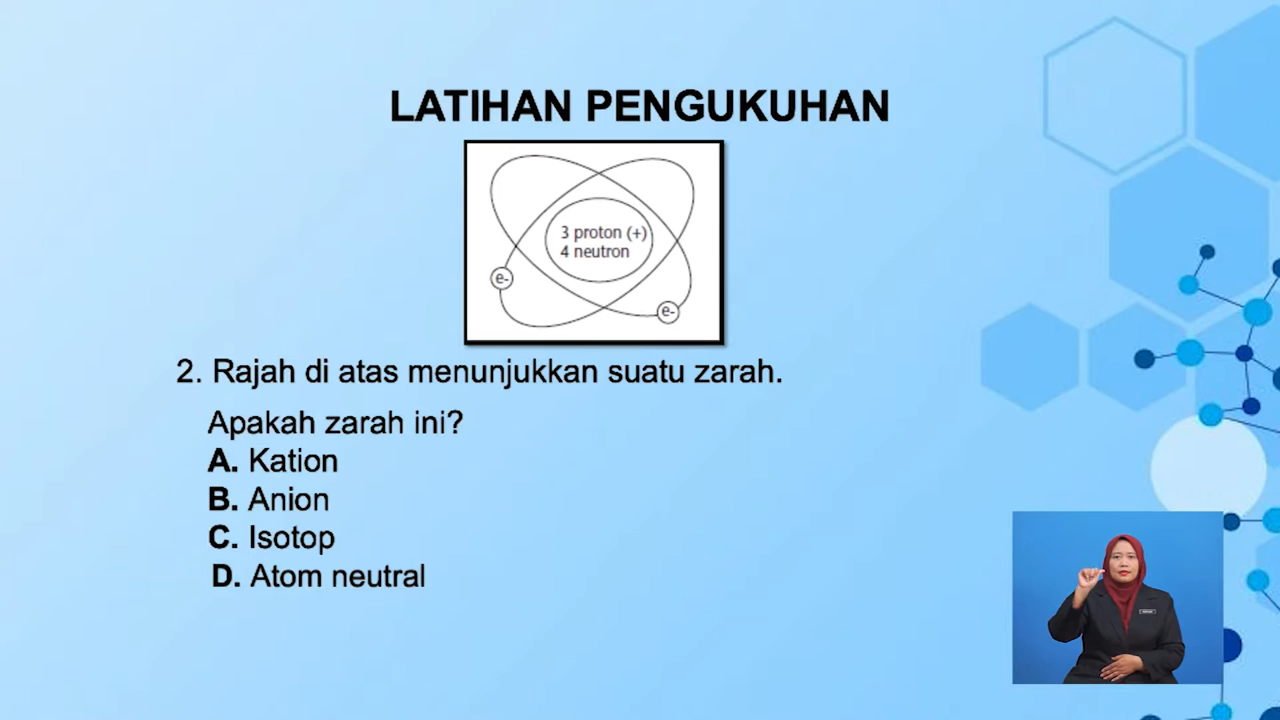 LATIHAN PENGUKUHAN
3 proton (+)
4 neutron
e-
e-
2. Rajah di atas menunjukkan suatu zarah.
Apakah zarah ini?
A. Kation
B. Anion
C. Isotop
D. Atom neutral